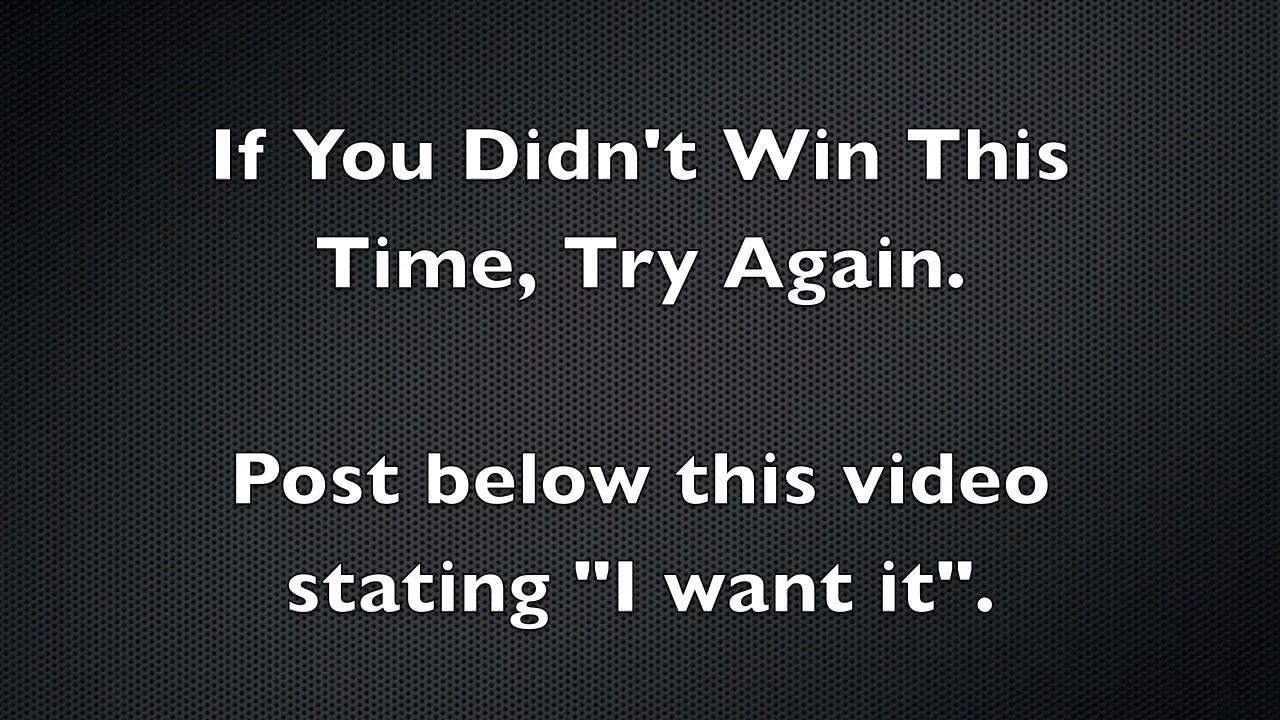 If You Didn't Win This
Time, Try Again.
Post below this video
stating "I want it".